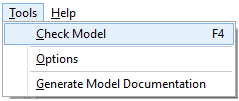 Tools Help
Check Model F4
Options
Generate Model Documentation